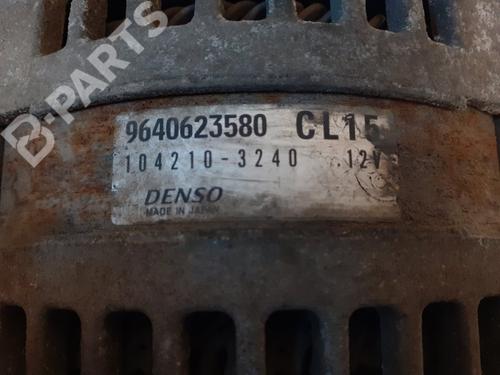 B-PARTS
9640623580 CL15
104210-3240 12V
DENSO
MADE IN JAPAN